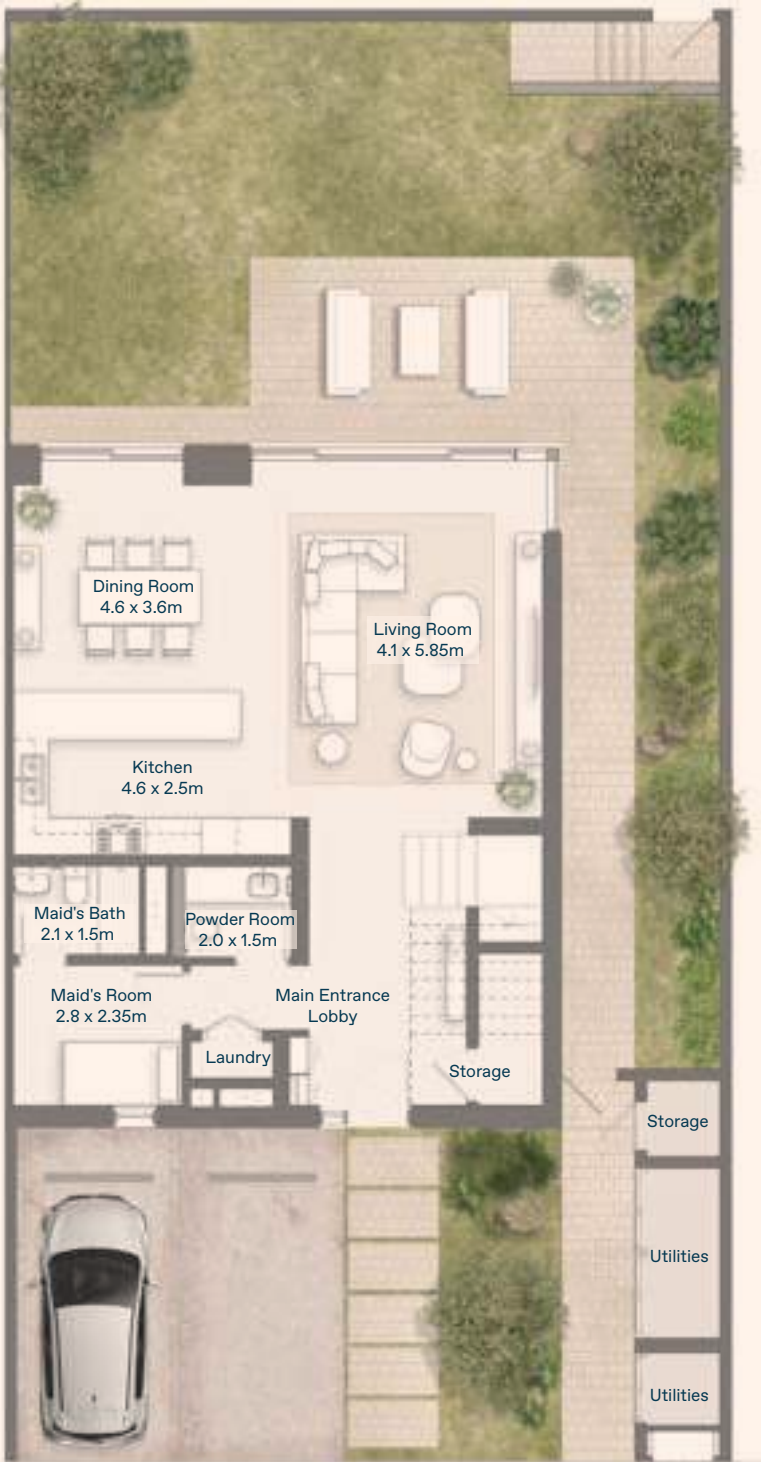 Dining Room
4.6 x 3.6m
Living Room
4.1 x 5.85m
Kitchen
4.6 x 2.5m
Maid's Bath
2.1 x 1.5m
Powder Room
2.0 x 1.5m
Maid's Room
2.8 x 2.35m
Main Entrance
Lobby
Laundry
Storage
Storage
Utilities
Utilities